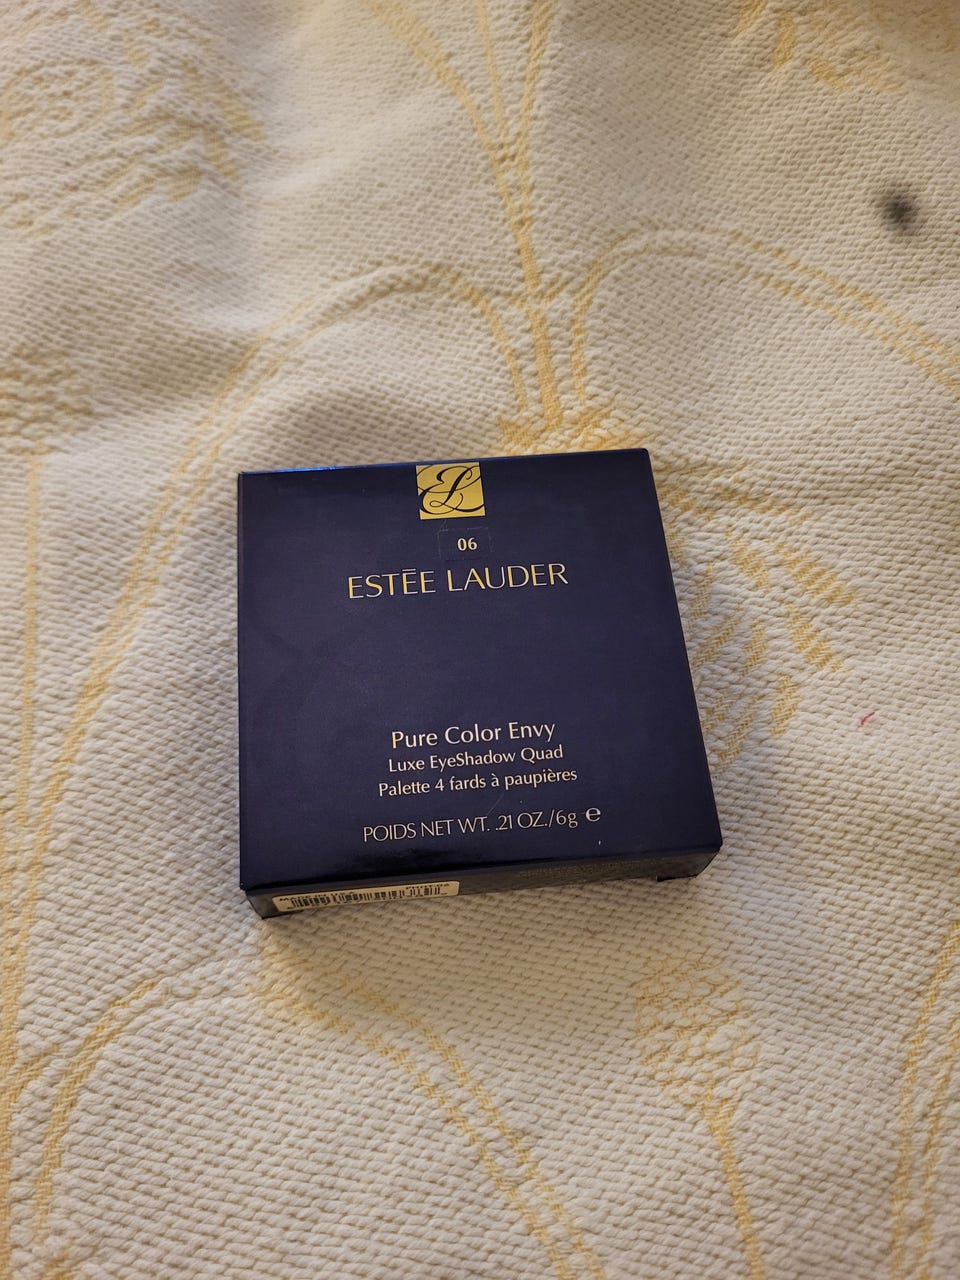 EL
06
ESTĒE LAUDER
Pure Color Envy
Luxe EyeShadow Quad
Palette 4 fards à paupières
POIDS NET WT. .21 OZ./6g e